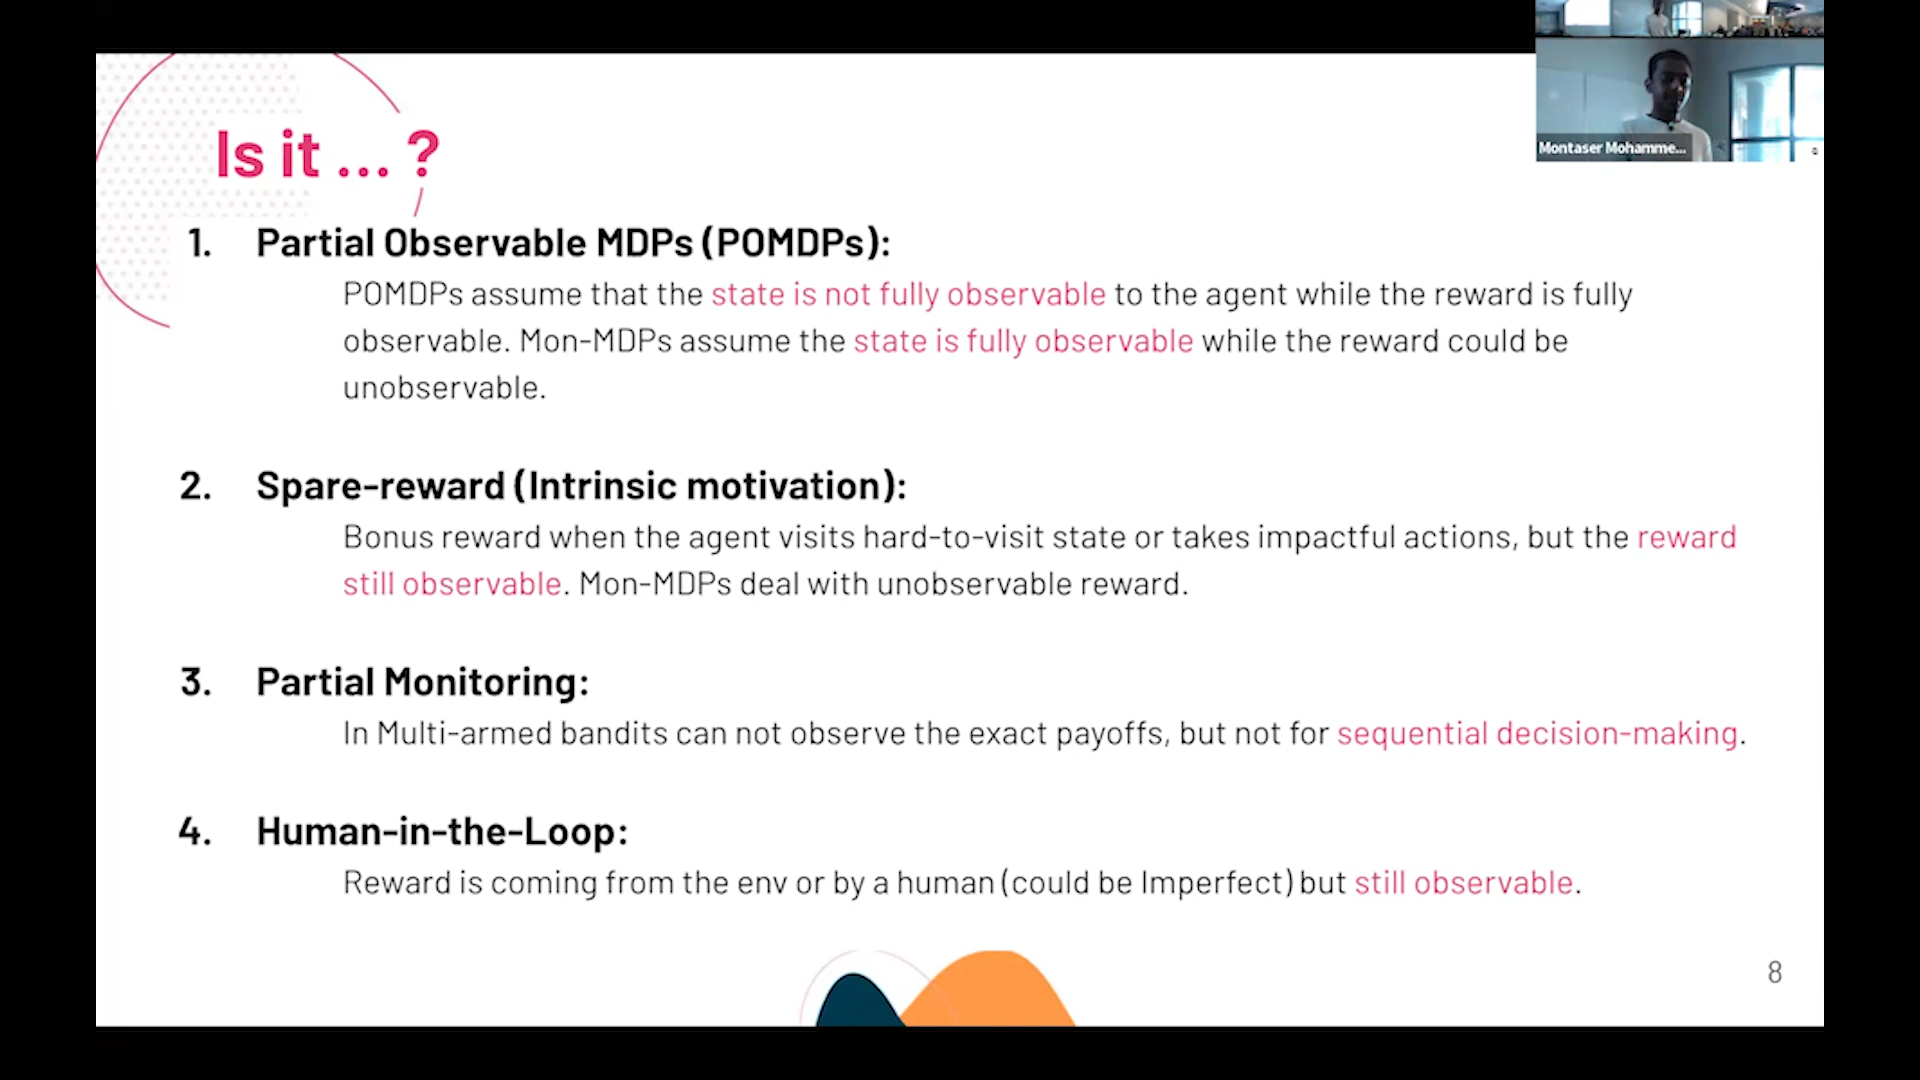 Is it ... ?
1. Partial Observable MDPs (POMDPs):
POMDPs assume that the state is not fully observable to the agent while the reward is fully
observable. Mon-MDPs assume the state is fully observable while the reward could be
unobservable.
2. Spare-reward (Intrinsic motivation):
Bonus reward when the agent visits hard-to-visit state or takes impactful actions, but the reward
still observable. Mon-MDPs deal with unobservable reward.
3. Partial Monitoring:
In Multi-armed bandits can not observe the exact payoffs, but not for sequential decision-making.
4. Human-in-the-Loop:
Reward is coming from the env or by a human (could be Imperfect) but still observable.
8
Montaser Mohamme...